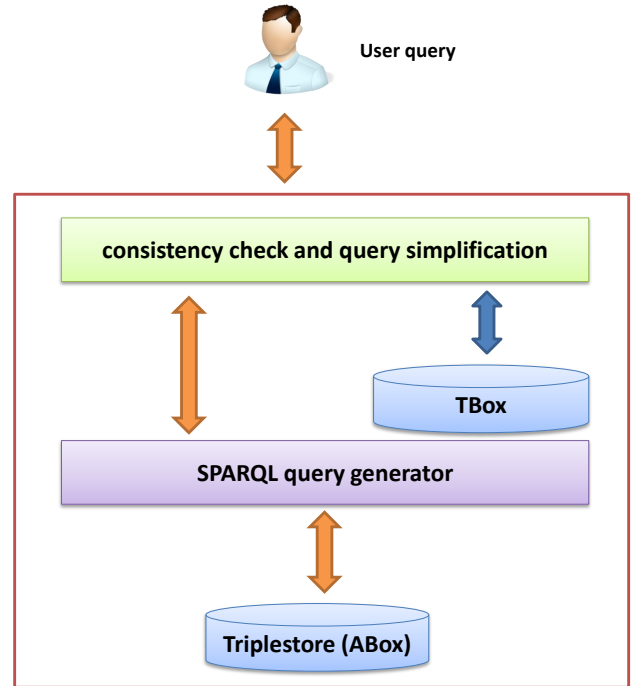 User query
consistency check and query simplification
TBox
SPARQL query generator
Triplestore (ABox)